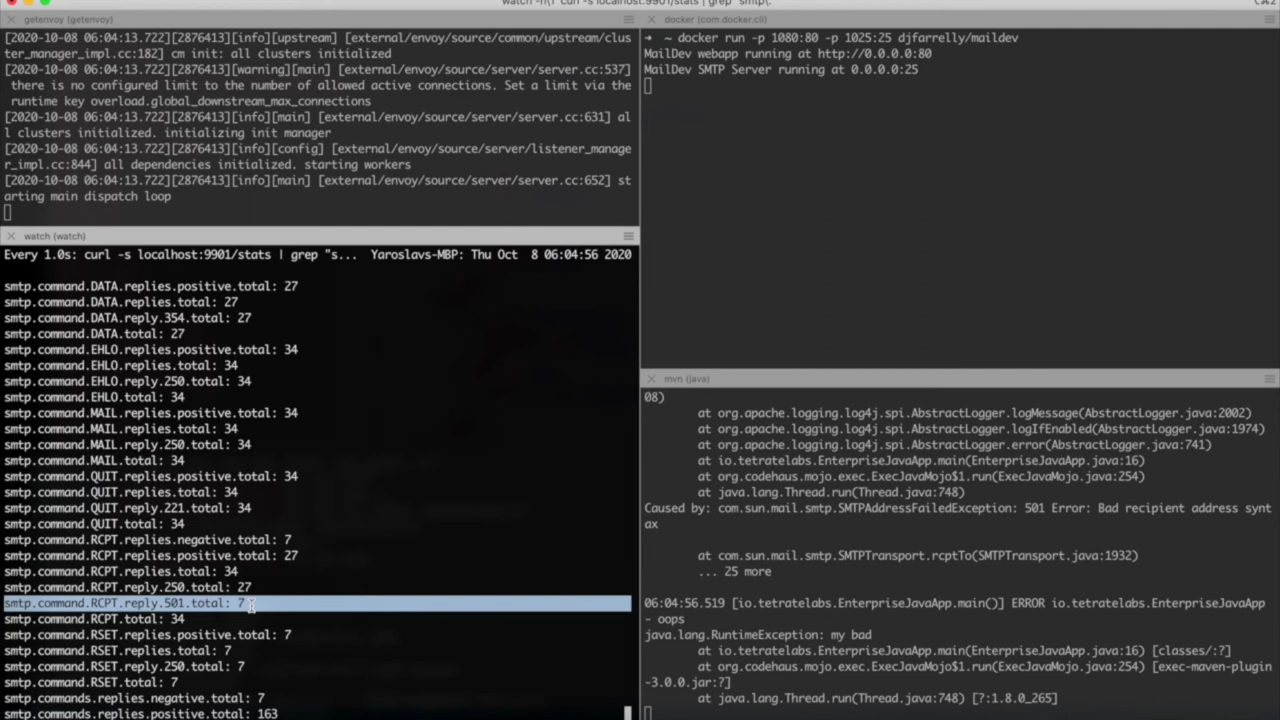 watch -n(1 curl -s localhost:9901/stats | grep "smtp\(.
getenvoy (getenvoy)
[2020-10-08 06:04:13.722][2876413][info][upstream] [external/envoy/source/common/upstream/clus
ter_manager_impl.cc:182] cm init: all clusters initialized
[2020-10-08 06:04:13.722][2876413][warning][main] [external/envoy/source/server/server.cc:537]
there is no configured limit to the number of allowed active connections. Set a limit via the
runtime key overload.global_downstream_max_connections
[2020-10-08 06:04:13.722][2876413][info][main] [external/envoy/source/server/server.cc:631] al
l clusters initialized. initializing init manager
[2020-10-08 06:04:13.722][2876413][info][config] [external/envoy/source/server/listener_manage
r_impl.cc:844] all dependencies initialized. starting workers
[2020-10-08 06:04:13.722][2876413][info][main] [external/envoy/source/server/server.cc:652] st
arting main dispatch loop
watch (watch)
Every 1.0s: curl -s localhost:9901/stats | grep "s... Yaroslavs-MBP: Thu Oct 8 06:04:56 2020
smtp.command.DATA.replies.positive.total: 27
smtp.command.DATA.replies.total: 27
smtp.command.DATA.reply.354.total: 27
smtp.command.DATA.total: 27
smtp.command.EHLO.replies.positive.total: 34
smtp.command.EHLO.replies.total: 34
smtp.command.EHLO.reply.250.total: 34
smtp.command.EHLO.total: 34
smtp.command.MAIL.replies.positive.total: 34
smtp.command.MAIL.replies.total: 34
smtp.command.MAIL.reply.250.total: 34
smtp.command.MAIL.total: 34
smtp.command.QUIT.replies.positive.total: 34
smtp.command.QUIT.replies.total: 34
smtp.command.QUIT.reply.221.total: 34
smtp.command.QUIT.total: 34
smtp.command.RCPT.replies.negative.total: 7
smtp.command.RCPT.replies.positive.total: 27
smtp.command.RCPT.replies.total: 34
smtp.command.RCPT.reply.250.total: 27
smtp.command.RCPT.reply.501.total: 7
smtp.command.RCPT.total: 34
smtp.command.RSET.replies.positive.total: 7
smtp.command.RSET.replies.total: 7
smtp.command.RSET.reply.250.total: 7
smtp.command.RSET.total: 7
smtp.commands.replies.negative.total: 7
smtp.commands.replies.positive.total: 163
docker (com.docker.cli)
➜ ~ docker run -p 1080:80 -p 1025:25 djfarrelly/maildev
MailDev webapp running at http://0.0.0.0:80
MailDev SMTP Server running at 0.0.0.0:25
mvn (java)
08)
at org.apache.logging.log4j.spi.AbstractLogger.logMessage(AbstractLogger.java:2002)
at org.apache.logging.log4j.spi.AbstractLogger.logIfEnabled(AbstractLogger.java:1974)
at org.apache.logging.log4j.spi.AbstractLogger.error(AbstractLogger.java:741)
at io.tetratelabs.EnterpriseJavaApp.main(EnterpriseJavaApp.java:16)
at org.codehaus.mojo.exec.ExecJavaMojo$1.run(ExecJavaMojo.java:254)
at java.lang.Thread.run(Thread.java:748)
Caused by: com.sun.mail.smtp.SMTPAddressFailedException: 501 Error: Bad recipient address synt
ax
at com.sun.mail.smtp.SMTPTransport.rcptTo(SMTPTransport.java:1932)
... 25 more
06:04:56.519 [io.tetratelabs.EnterpriseJavaApp.main()] ERROR io.tetratelabs.EnterpriseJavaApp
- oops
java.lang.RuntimeException: my bad
at io.tetratelabs.EnterpriseJavaApp.main(EnterpriseJavaApp.java:16) [classes/:?]
at org.codehaus.mojo.exec.ExecJavaMojo$1.run(ExecJavaMojo.java:254) [exec-maven-plugin
-3.0.0.jar:?]
at java.lang.Thread.run(Thread.java:748) [?:1.8.0_265]